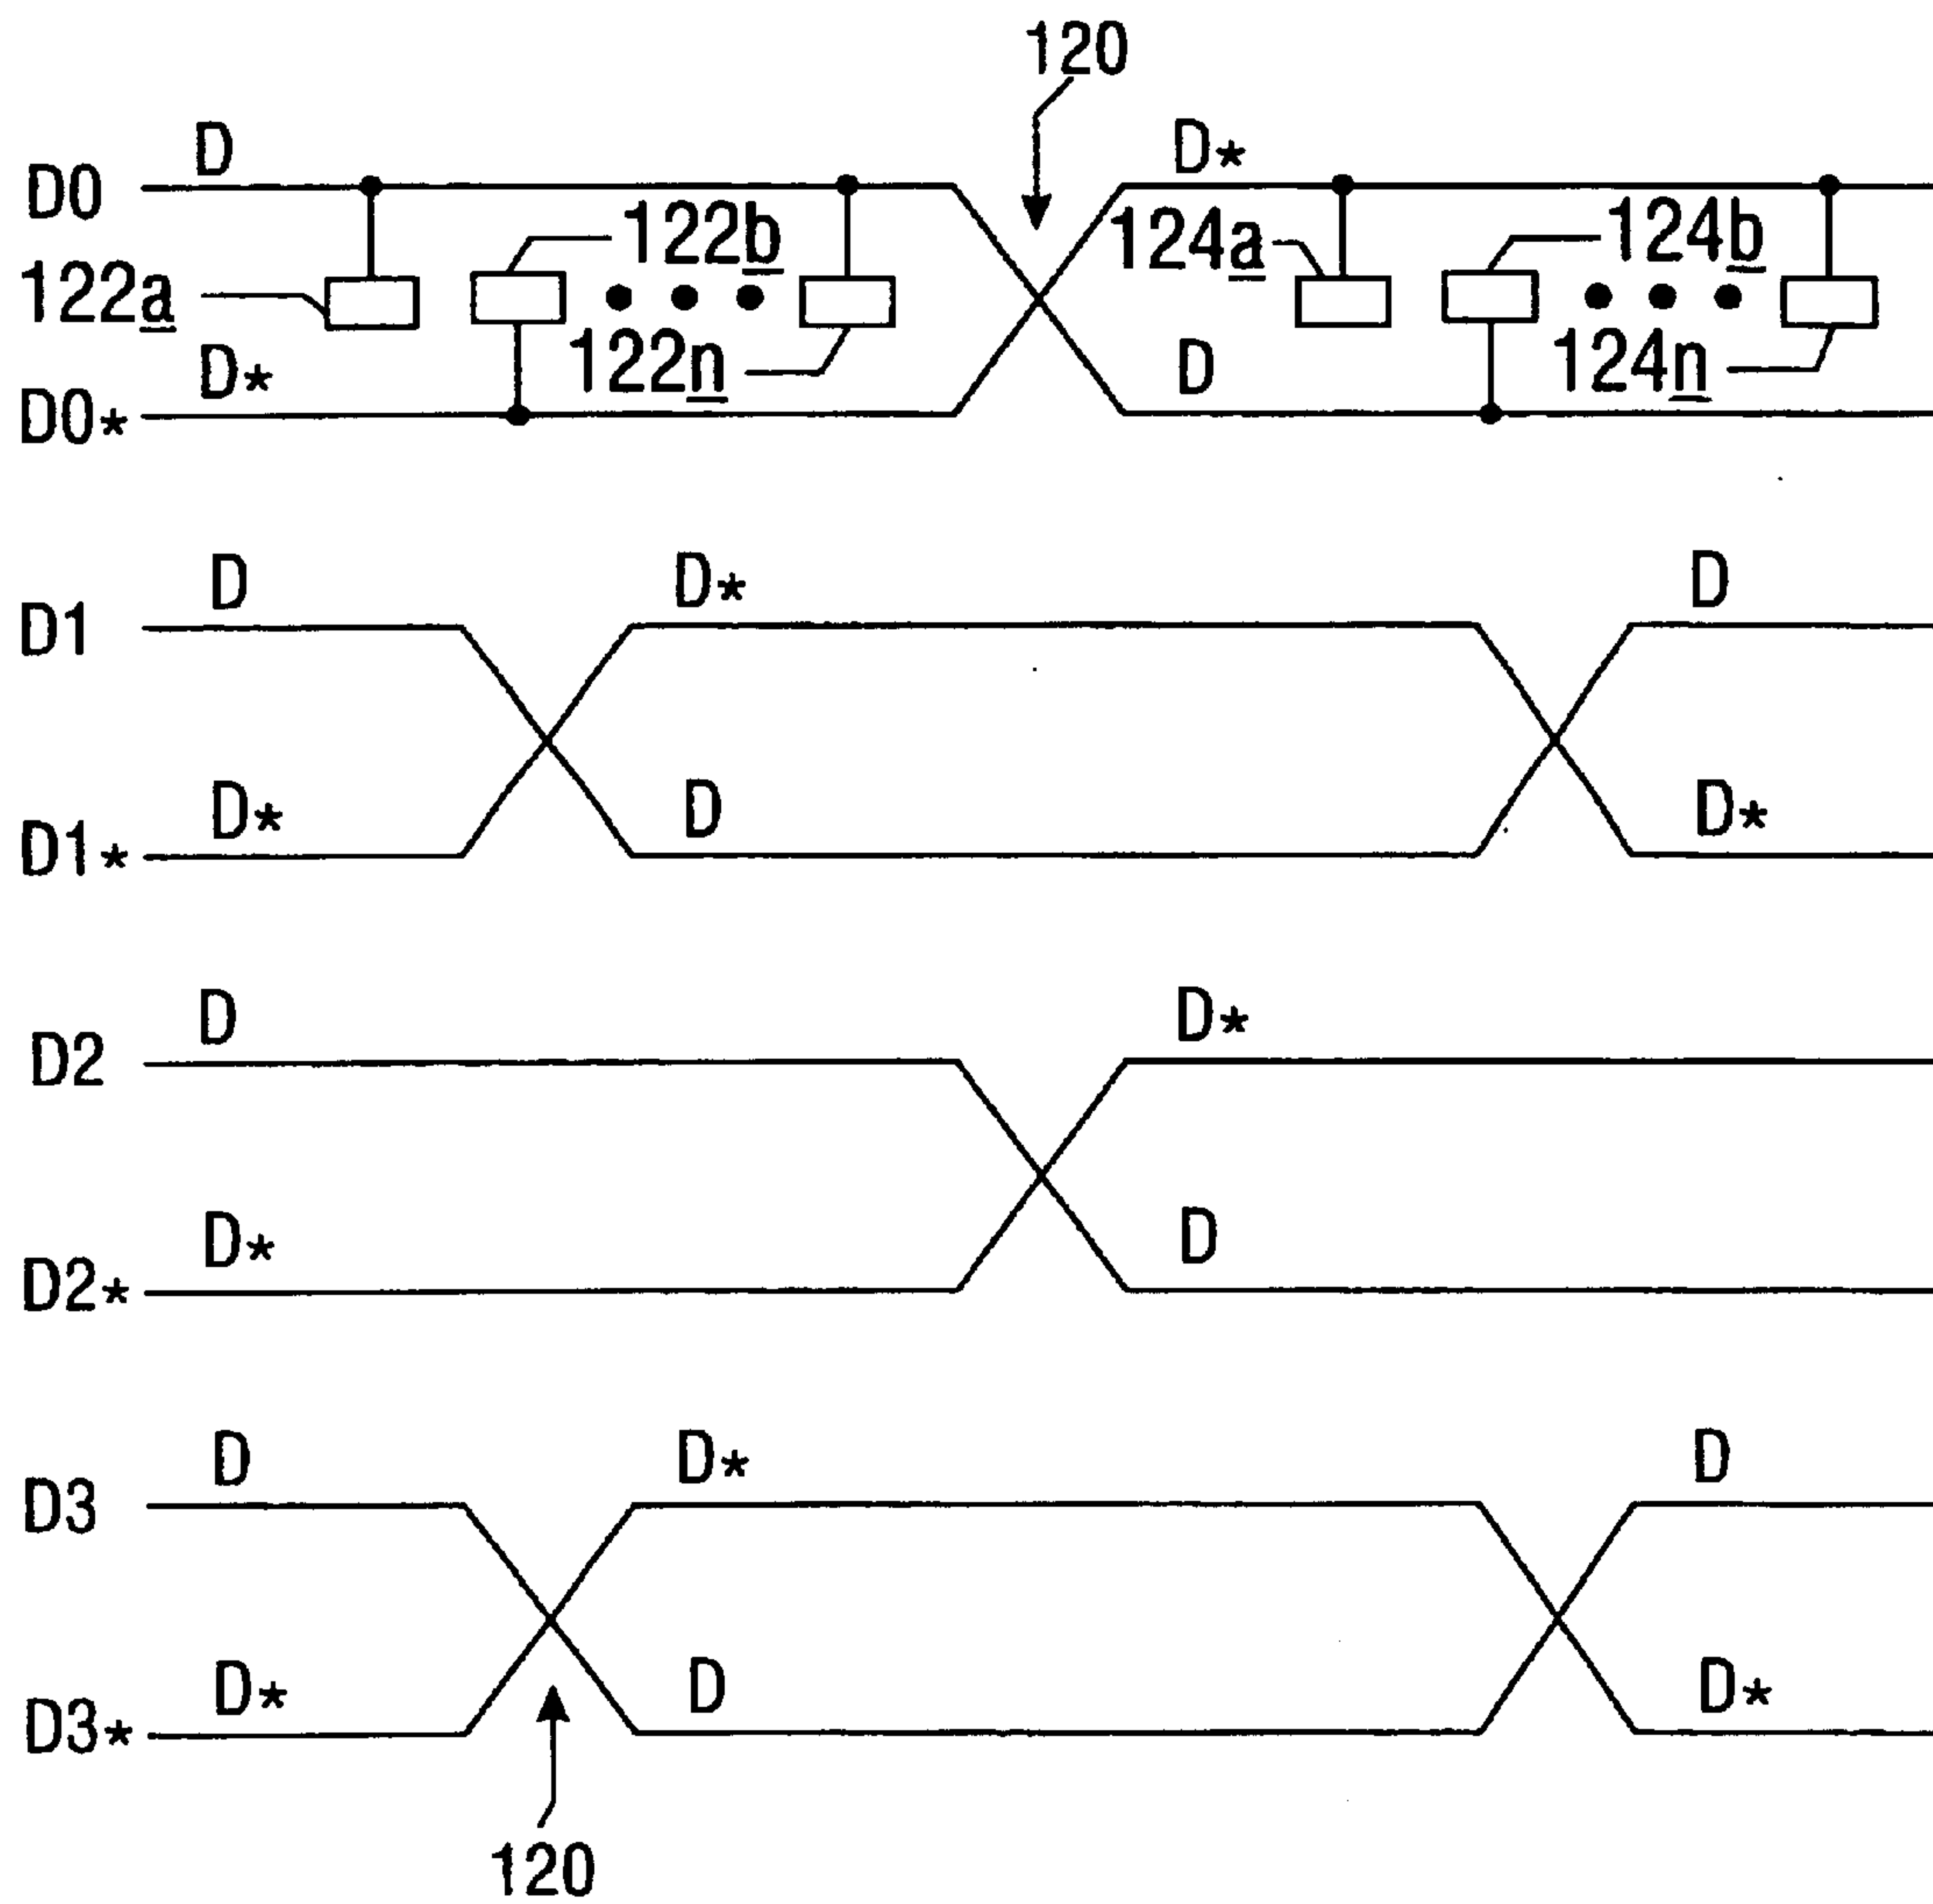 120
D D*
D0
122b 124a 124b
122a
122n 124n
D* D
D0*
D D* D
D1
D* D D*
D1*
D D*
D2
D* D
D2*
D D* D
D3
D* D D*
D3*
120